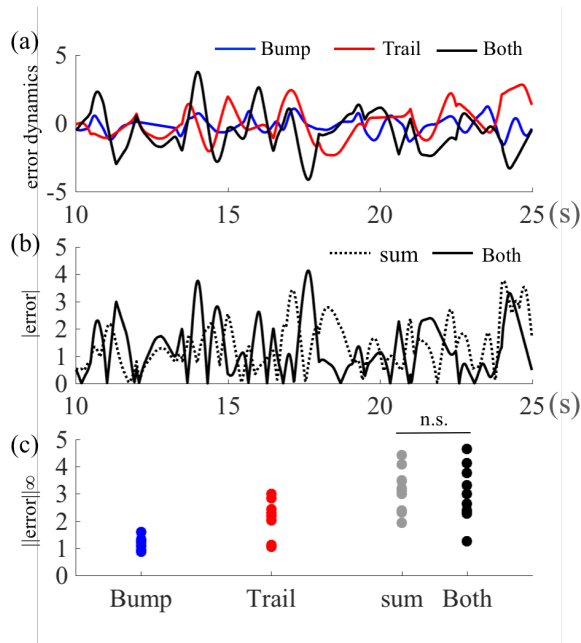 (a)
Bump Trail Both
error dynamics
5
0
-5
10 15 20 25 (s)
(b)
sum Both
|error|
5
4
3
2
1
0
10 15 20 25 (s)
n.s.
(c)
||error||∞
5
4
3
2
1
0
Bump Trail sum Both